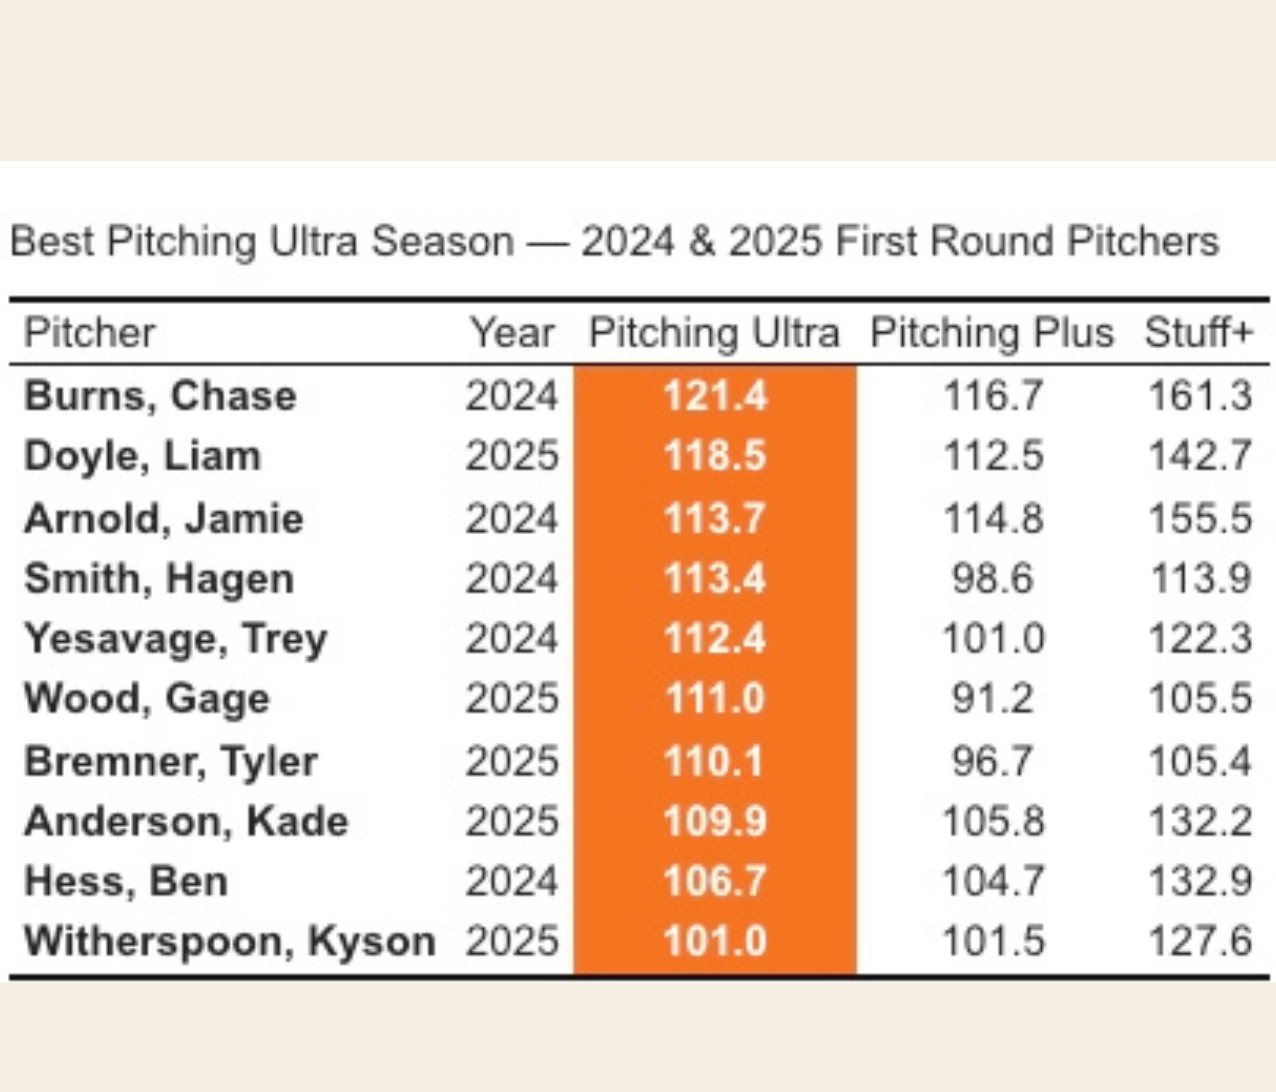 Best Pitching Ultra Season — 2024 & 2025 First Round Pitchers
Pitcher Year Pitching Ultra Pitching Plus Stuff+
Burns, Chase 2024 121.4 116.7 161.3
Doyle, Liam 2025 118.5 112.5 142.7
Arnold, Jamie 2024 113.7 114.8 155.5
Smith, Hagen 2024 113.4 98.6 113.9
Yesavage, Trey 2024 112.4 101.0 122.3
Wood, Gage 2025 111.0 91.2 105.5
Bremner, Tyler 2025 110.1 96.7 105.4
Anderson, Kade 2025 109.9 105.8 132.2
Hess, Ben 2024 106.7 104.7 132.9
Witherspoon, Kyson 2025 101.0 101.5 127.6